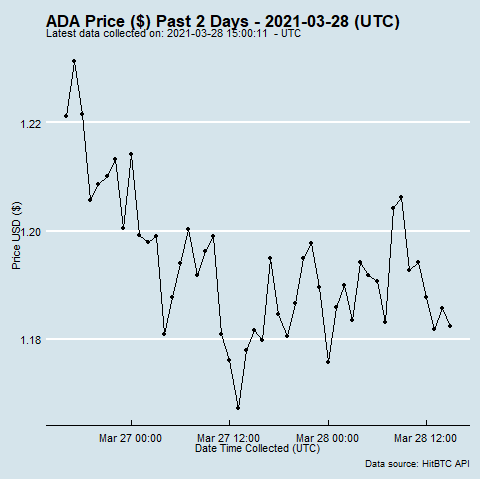 ADA Price ($) Past 2 Days - 2021-03-28 (UTC)
Latest data collected on: 2021-03-28 15:00:11 - UTC
1.22
1.20
1.18
Price USD ($)
Mar 27 00:00 Mar 27 12:00 Mar 28 00:00 Mar 28 12:00
Date Time Collected (UTC)
Data source: HitBTC API